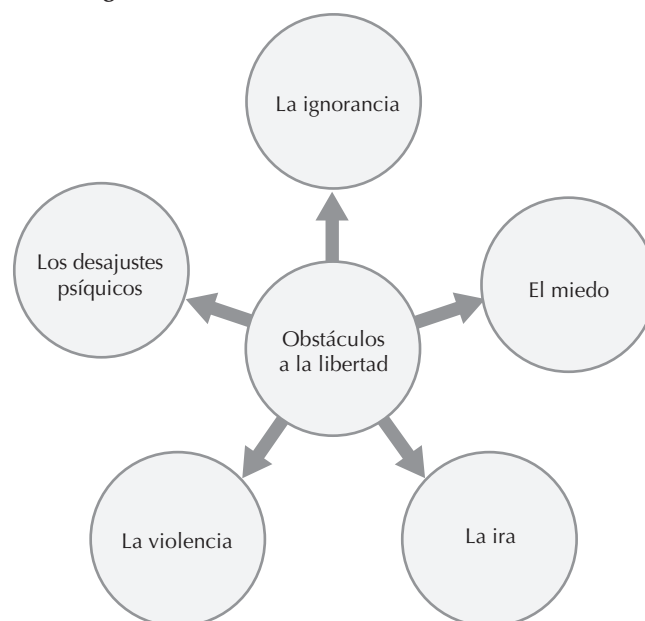 La ignorancia
Los desajustes
psíquicos
El miedo
Obstáculos
a la libertad
La violencia
La ira